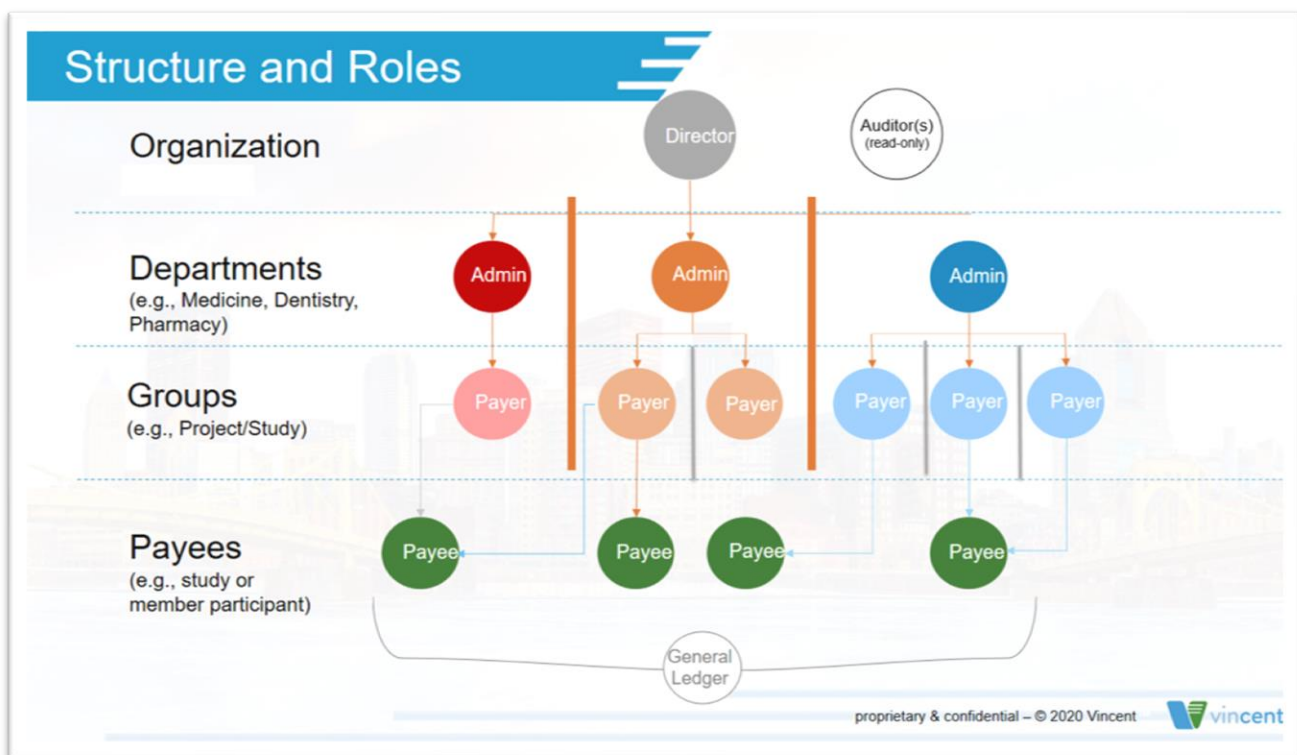 Structure and Roles
Organization
Director
Auditor(s)
(read-only)
Departments
(e.g., Medicine, Dentistry,
Pharmacy)
Admin
Admin
Admin
Groups
(e.g., Project/Study)
Payer
Payer
Payer
Payer
Payer
Payer
Payees
(e.g., study or
member participant)
Payee
Payee
Payee
Payee
General
Ledger
proprietary & confidential – © 2020 Vincent
vincent